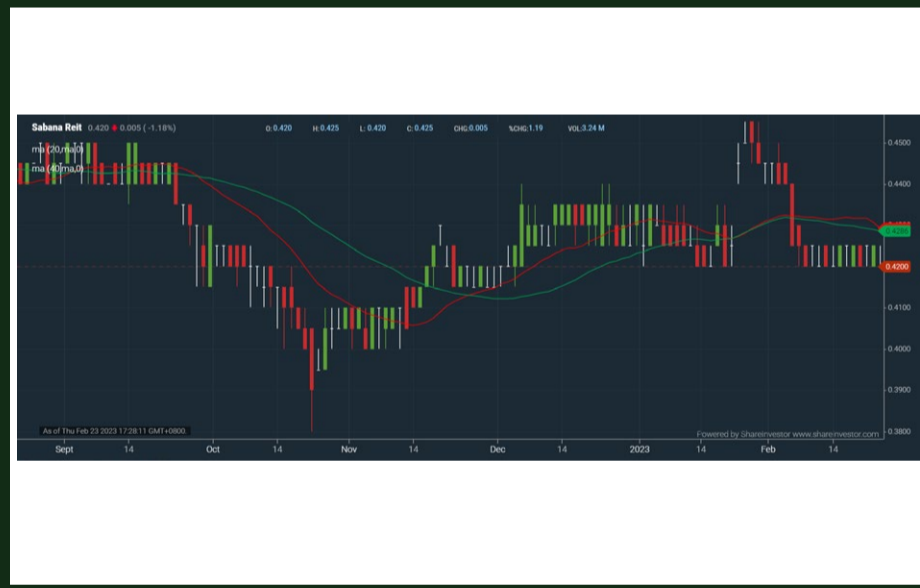 Sabana Reit 0.420 0.005 (-1.18%) O: 0.420 H: 0.425 L: 0.420 C: 0.425 CHG: 0.005 %CHG: 1.19 VOL: 3.24 M
ma (20,ma,0)
ma (40,ma,0)
0.4500
0.4400
0.4286
0.4200
0.4100
0.4000
0.3900
0.3800
As of Thu Feb 23 2023 17:28:11 GMT+0800
Powered by Shareinvestor www.shareinvestor.com
Sept 14 Oct 14 Nov 14 Dec 14 2023 14 Feb 14